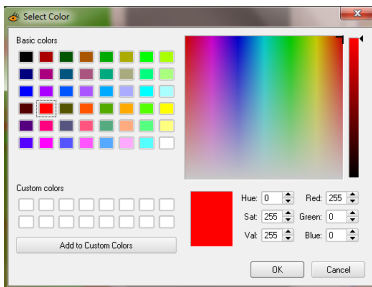 Select Color
Basic colors
Custom colors
Add to Custom Colors
Hue: 0 Red: 255
Sat: 255 Green: 0
Val: 255 Blue: 0
OK Cancel